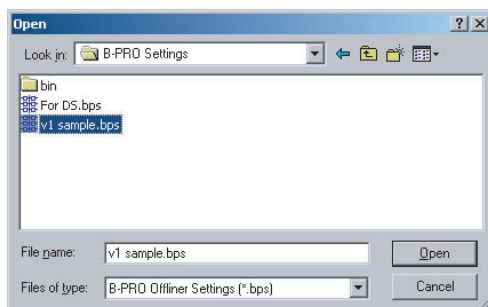 Open
Look in: B-PRO Settings
bin
For DS.bps
v1 sample.bps
File name: v1 sample.bps Open
Files of type: B-PRO Offliner Settings (*.bps) Cancel